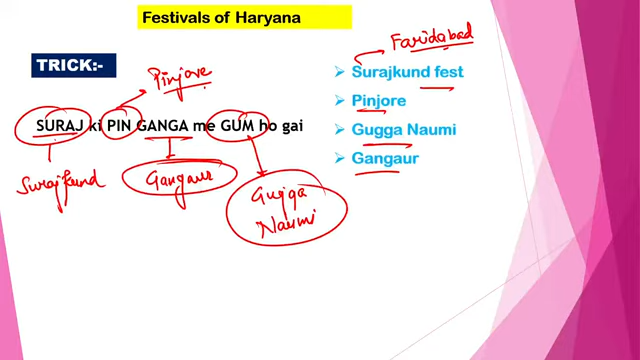 Festivals of Haryana
TRICK:-
Pinjore
SURAJ ki PIN GANGA me GUM ho gai
Surajkund
Gangaur
Gugga
Naumi
Faridabad
Surajkund fest
Pinjore
Gugga Naumi
Gangaur